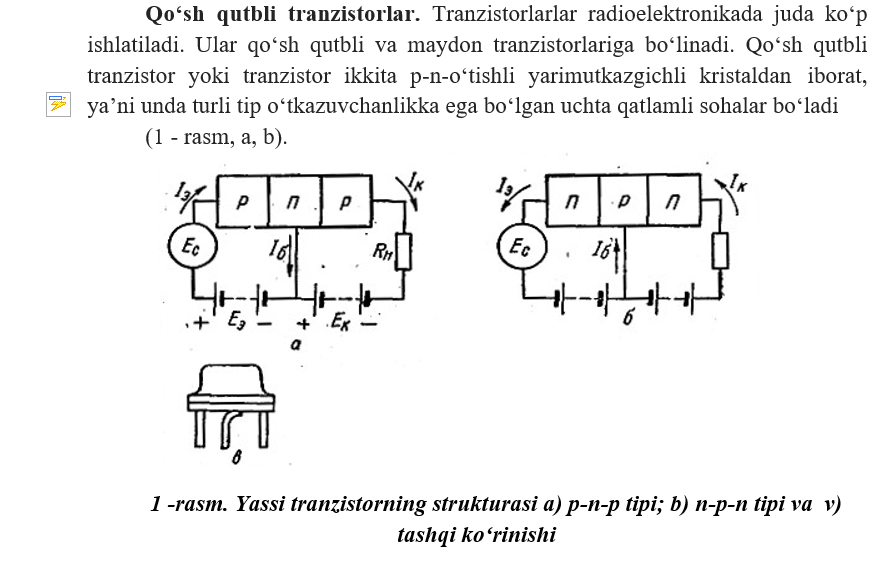 Qo‘sh qutbli tranzistorlar. Tranzistorlarlar radioelektronikada juda ko‘p
ishlatiladi. Ular qo‘sh qutbli va maydon tranzistorlariga bo‘linadi. Qo‘sh qutbli
tranzistor yoki tranzistor ikkita p-n-o‘tishli yarimutkazgichli kristaldan iborat,
ya’ni unda turli tip o‘tkazuvchanlikka ega bo‘lgan uchta qatlamli sohalar bo‘ladi
(1 - rasm, a, b).
Iэ P п P Iк
Eс Iб Rн
+ Eэ − + Eк −
а
Iэ п P п Iк
Eс Iб
б
в
1 -rasm. Yassi tranzistorning strukturasi a) p-n-p tipi; b) n-p-n tipi va v)
tashqi ko‘rinishi